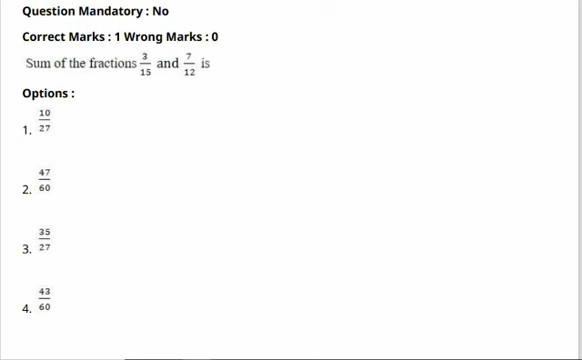 Question Mandatory : No
Correct Marks : 1 Wrong Marks : 0
Sum of the fractions 3/15 and 7/12 is
Options :
1. 10/27
2. 47/60
3. 35/27
4. 43/60